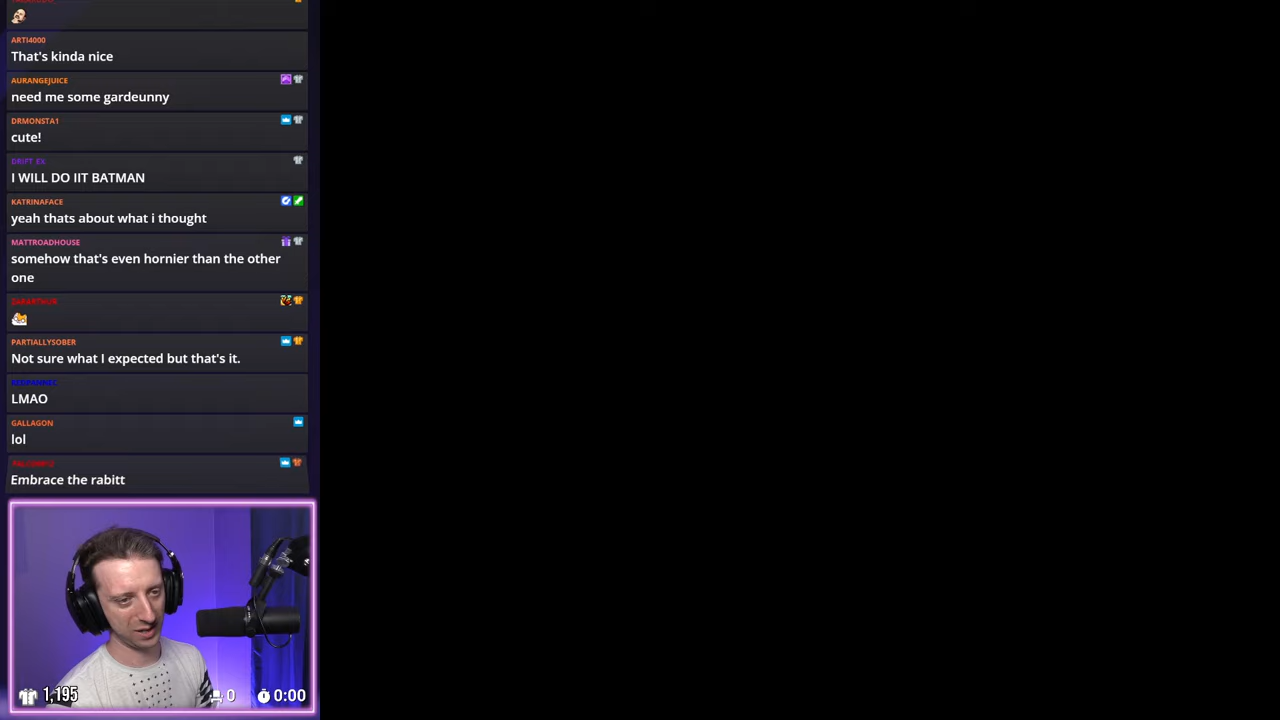 ARTI4000
That's kinda nice
AURANGEJUICE
need me some gardeunny
DRMONSTA1
cute!
DRIFT_EX
I WILL DO IIT BATMAN
KATRINAFACE
yeah thats about what i thought
MATTROADHOUSE
somehow that's even hornier than the other
one
ZARARTHUR
PARTIALLYSOBER
Not sure what I expected but that's it.
LMAO
GALLAGON
lol
Embrace the rabitt
1,195
0
0:00